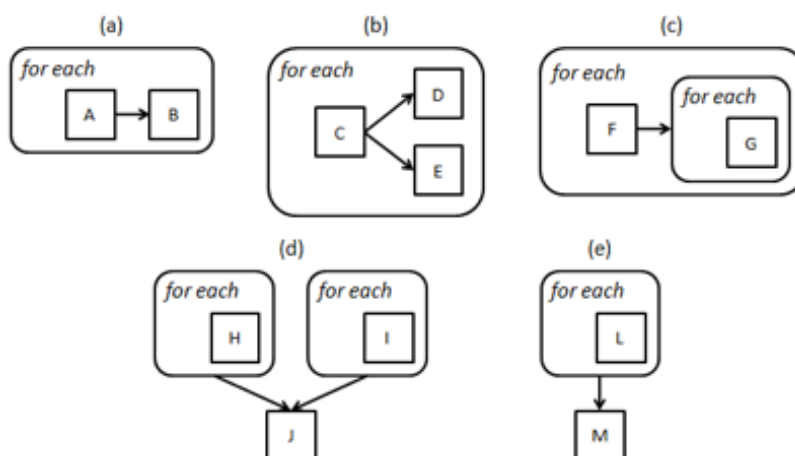 (a)
for each
A
B
(b)
for each
C
D
E
(c)
for each
F
for each
G
(d)
for each
H
for each
I
J
(e)
for each
L
M